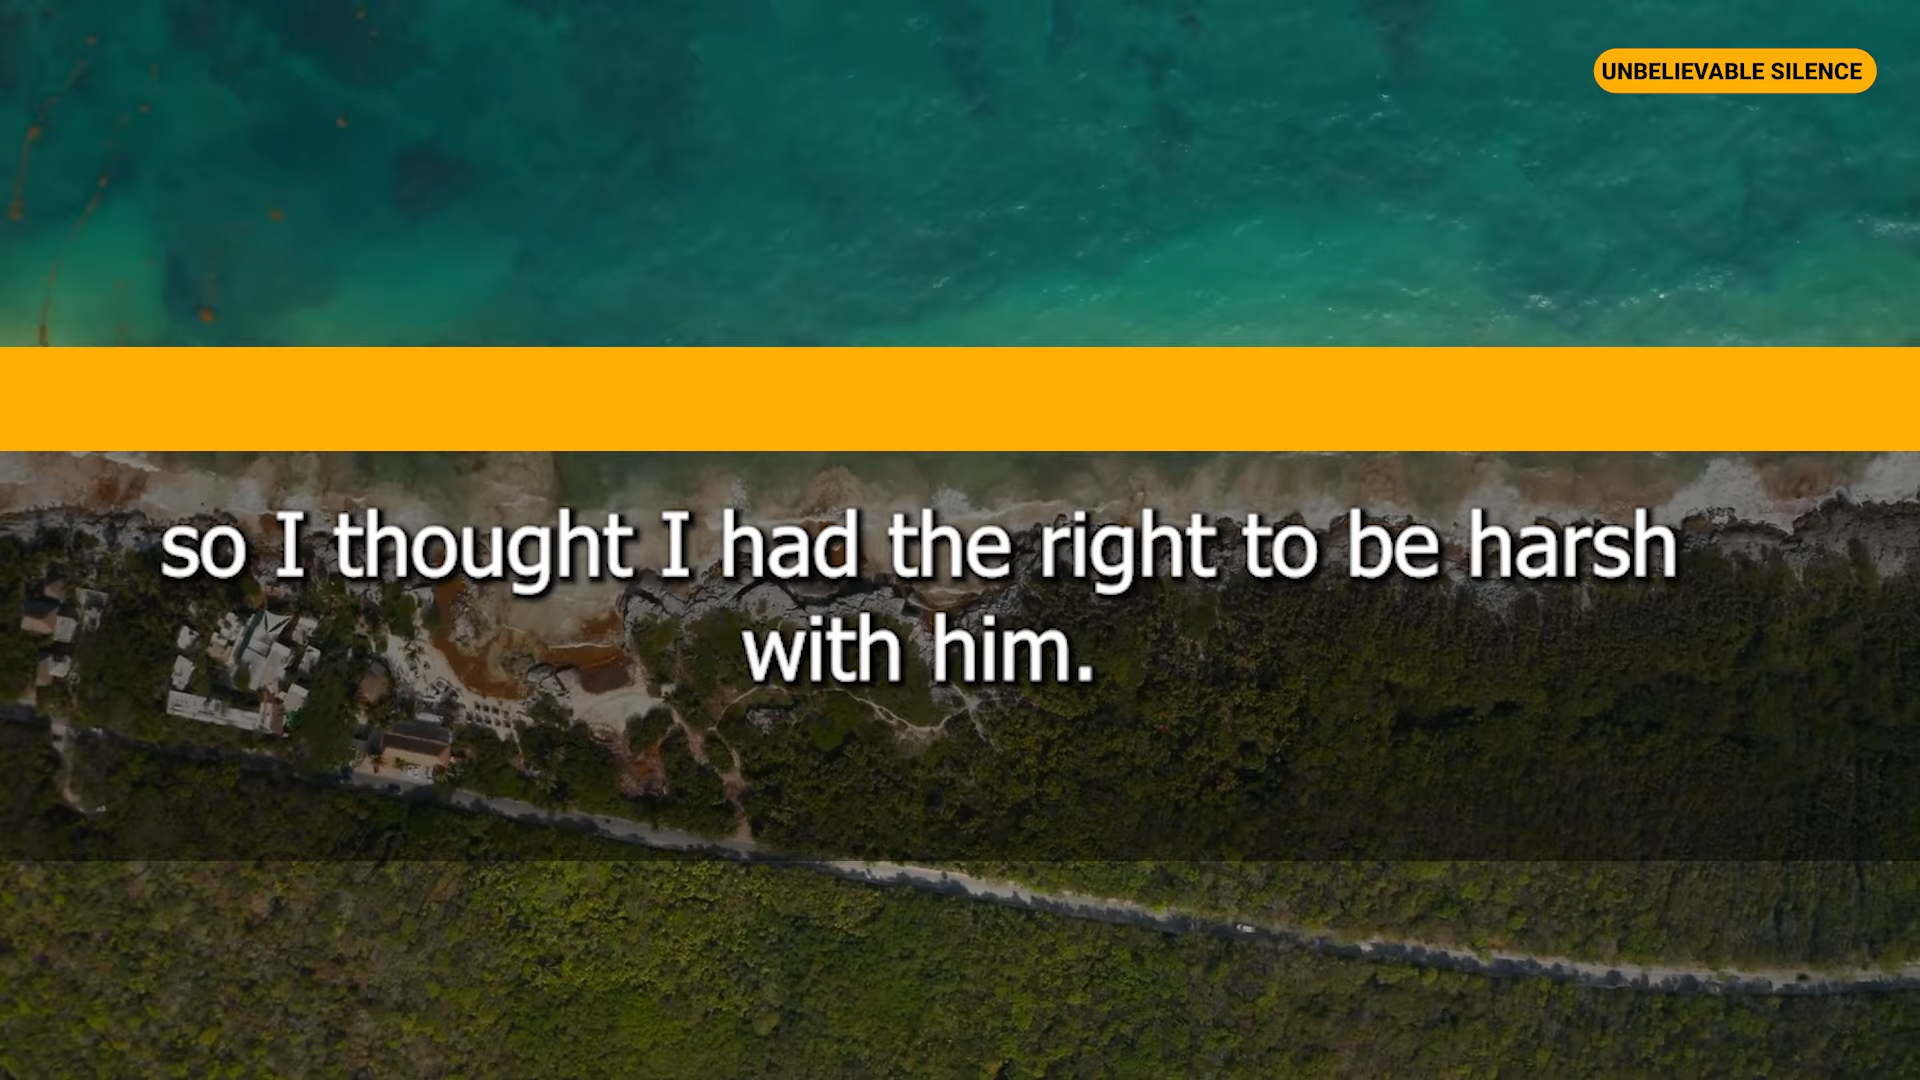 UNBELIEVABLE SILENCE
so I thought I had the right to be harsh
with him.